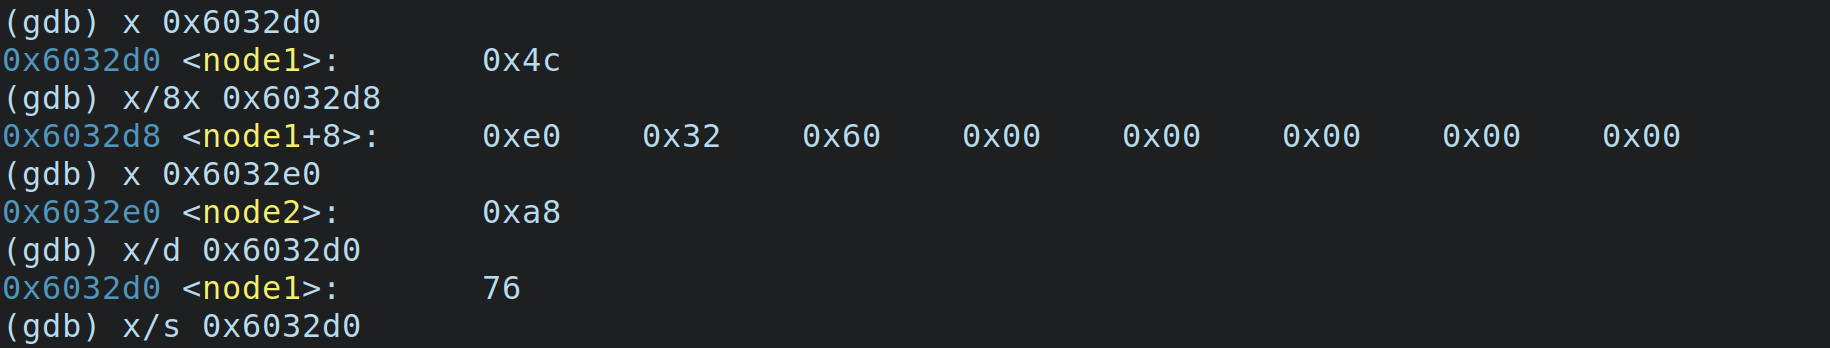 (gdb) x 0x6032d0
0x6032d0 <node1>: 0x4c
(gdb) x/8x 0x6032d8
0x6032d8 <node1+8>: 0xe0 0x32 0x60 0x00 0x00 0x00 0x00 0x00
(gdb) x 0x6032e0
0x6032e0 <node2>: 0xa8
(gdb) x/d 0x6032d0
0x6032d0 <node1>: 76
(gdb) x/s 0x6032d0